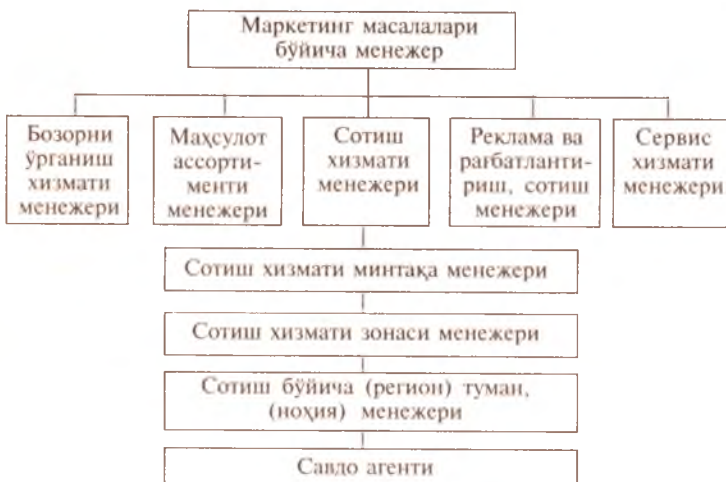 Маркетинг масалалари
бўйича менежер
Бозорни
ўрганиш
хизмати
менежери
Маҳсулот
ассорти-
менти
менежери
Сотиш
хизмати
менежери
Реклама ва
рағбатланти-
риш, сотиш
менежери
Сервис
хизмати
менежери
Сотиш хизмати минтақа менежери
Сотиш хизмати зонаси менежери
Сотиш бўйича (регион) туман,
(ноҳия) менежери
Савдо агенти